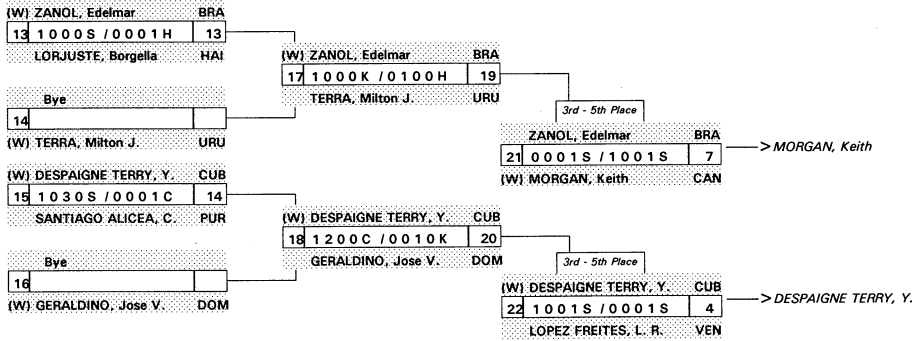 (W) ZANOL, Edelmar BRA
13 1000S /0001H 13
LORJUSTE, Borgella HAI
Bye
14
(W) TERRA, Milton J. URU
(W) ZANOL, Edelmar BRA
17 1000K /0100H 19
TERRA, Milton J. URU
(W) DESPAIGNE TERRY, Y. CUB
15 1030S /0001C 14
SANTIAGO ALICEA, C. PUR
Bye
16
(W) GERALDINO, Jose V. DOM
(W) DESPAIGNE TERRY, Y. CUB
18 1200C /0010K 20
GERALDINO, Jose V. DOM
3rd - 5th Place
ZANOL, Edelmar BRA
21 0001S /1001S 7
(W) MORGAN, Keith CAN
> MORGAN, Keith
3rd - 5th Place
(W) DESPAIGNE TERRY, Y. CUB
22 1001S /0001S 4
LOPEZ FREITES, L. R. VEN
> DESPAIGNE TERRY, Y.